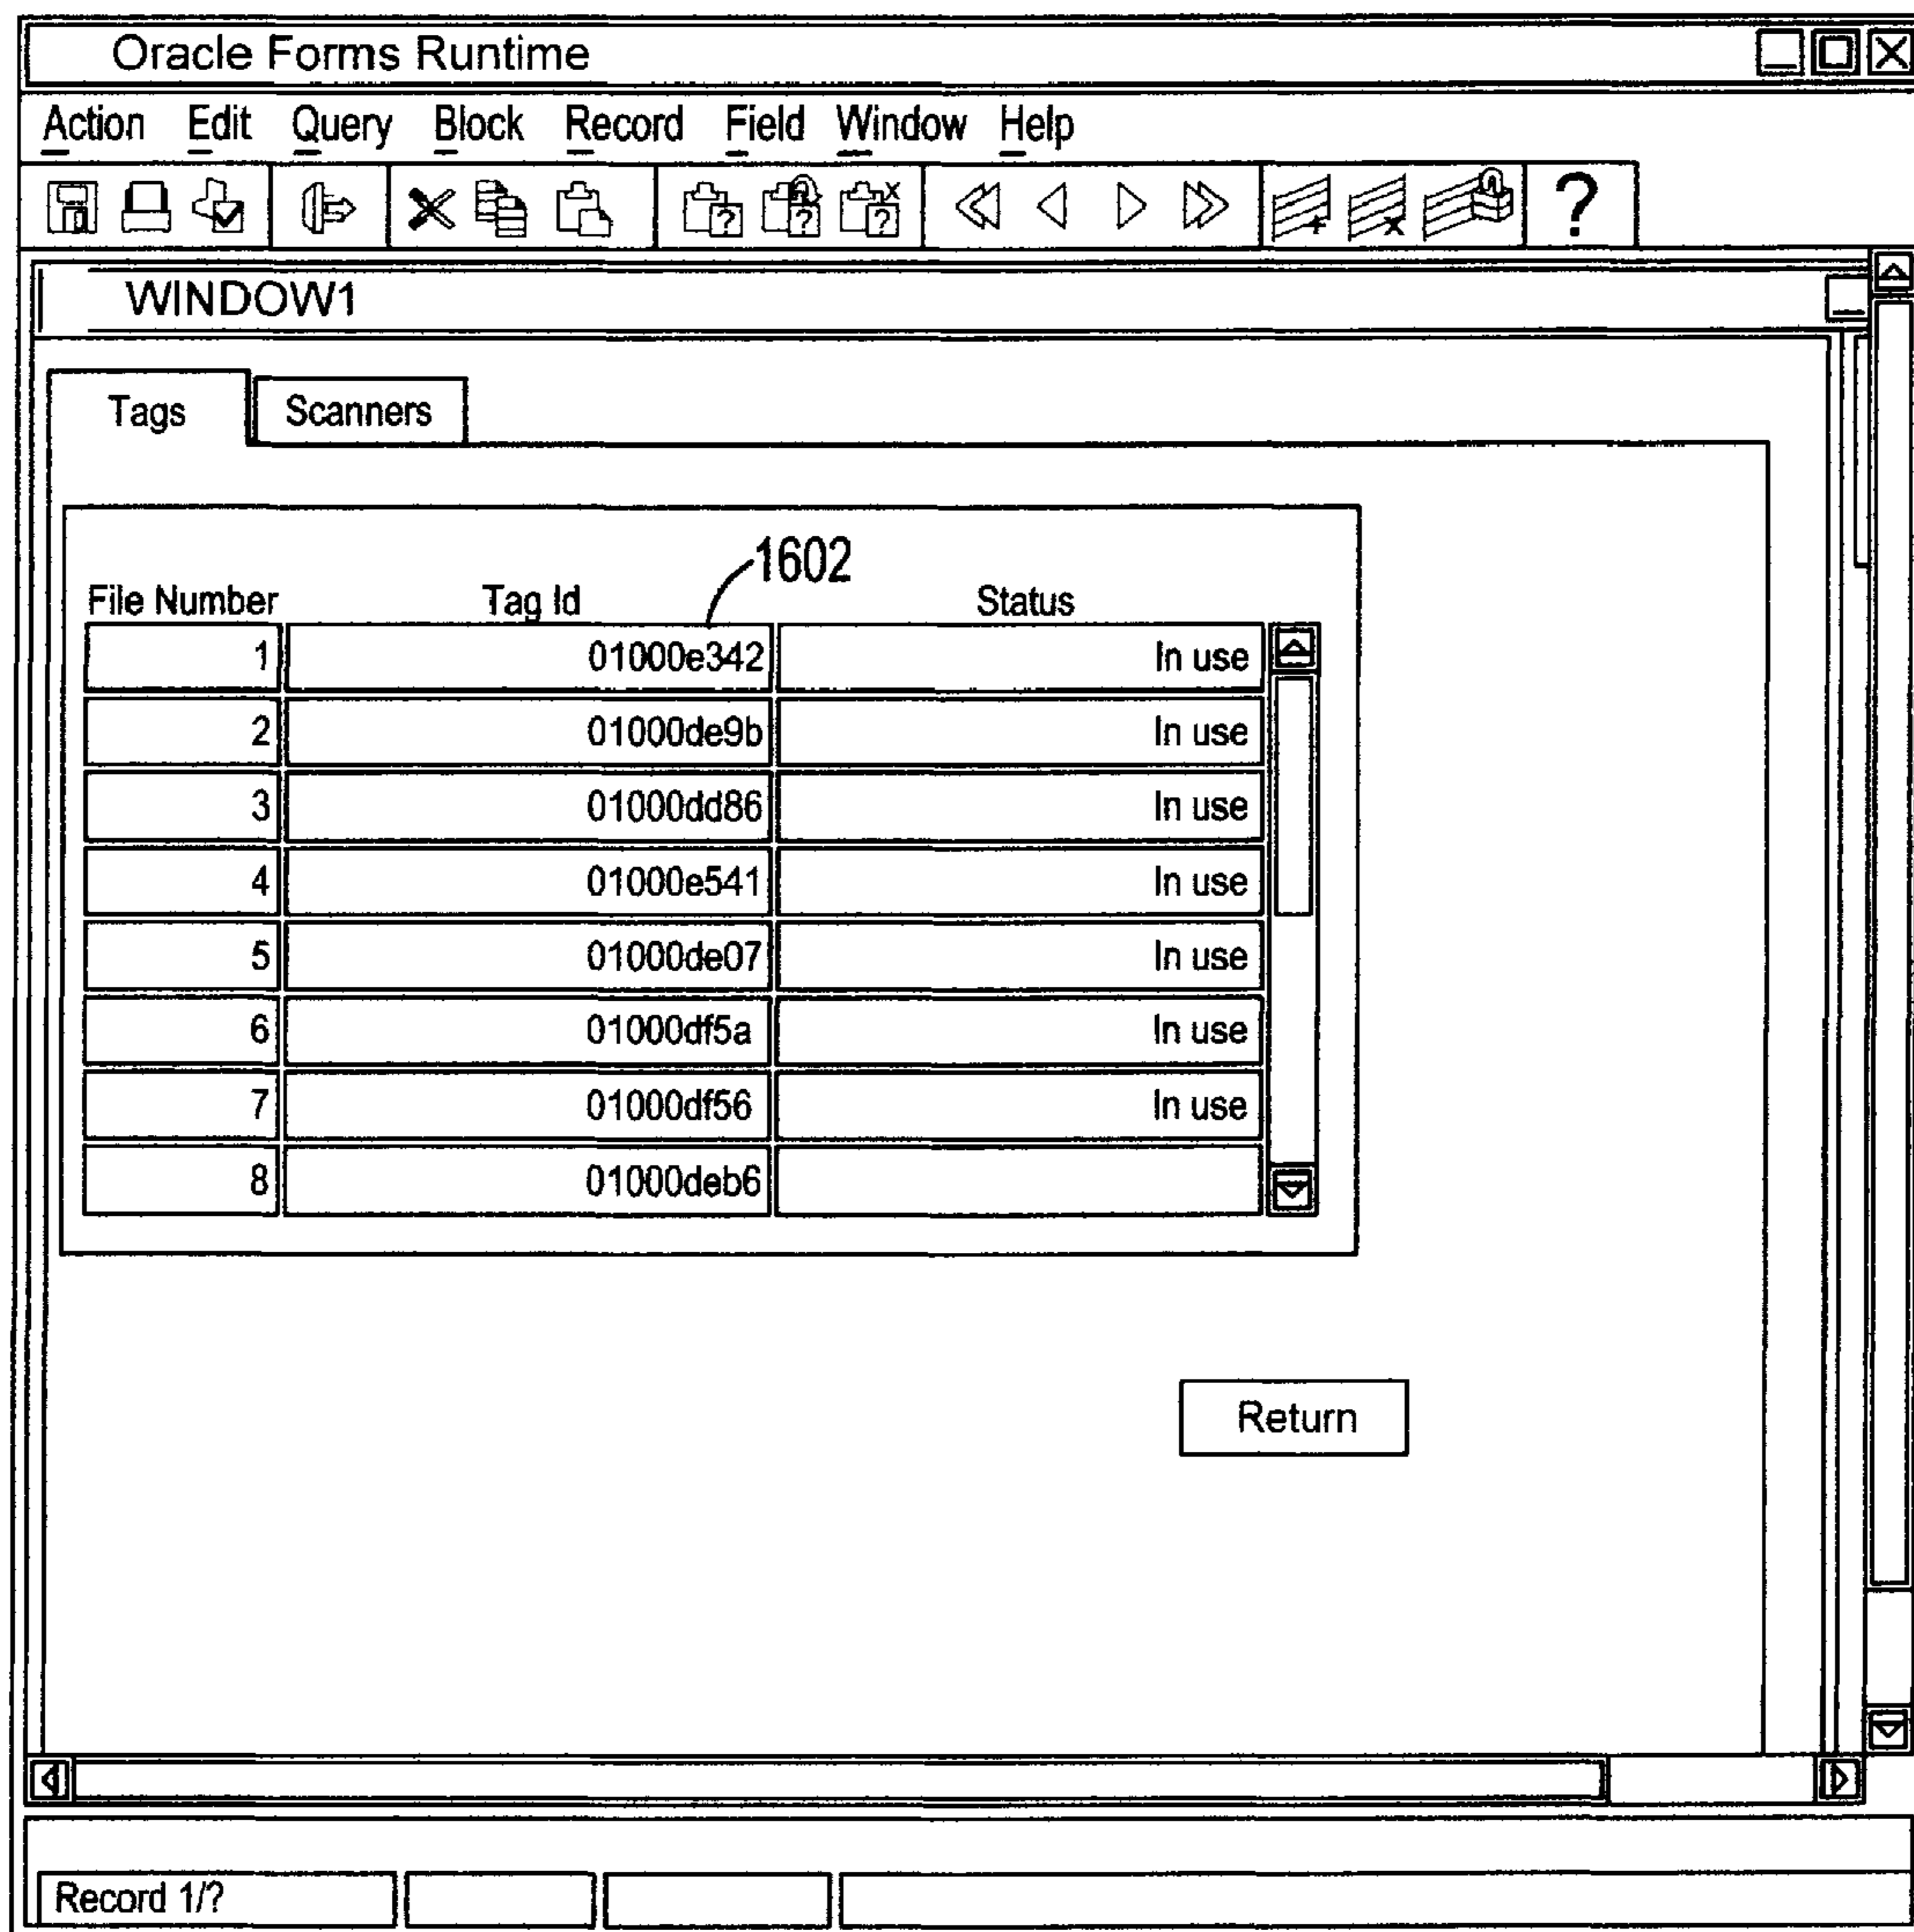 Oracle Forms Runtime
Action Edit Query Block Record Field Window Help
?
WINDOW1
Tags Scanners
1602
File Number Tag Id Status
1 01000e342 In use
2 01000de9b In use
3 01000dd86 In use
4 01000e541 In use
5 01000de07 In use
6 01000df5a In use
7 01000df56 In use
8 01000deb6
Return
Record 1/?